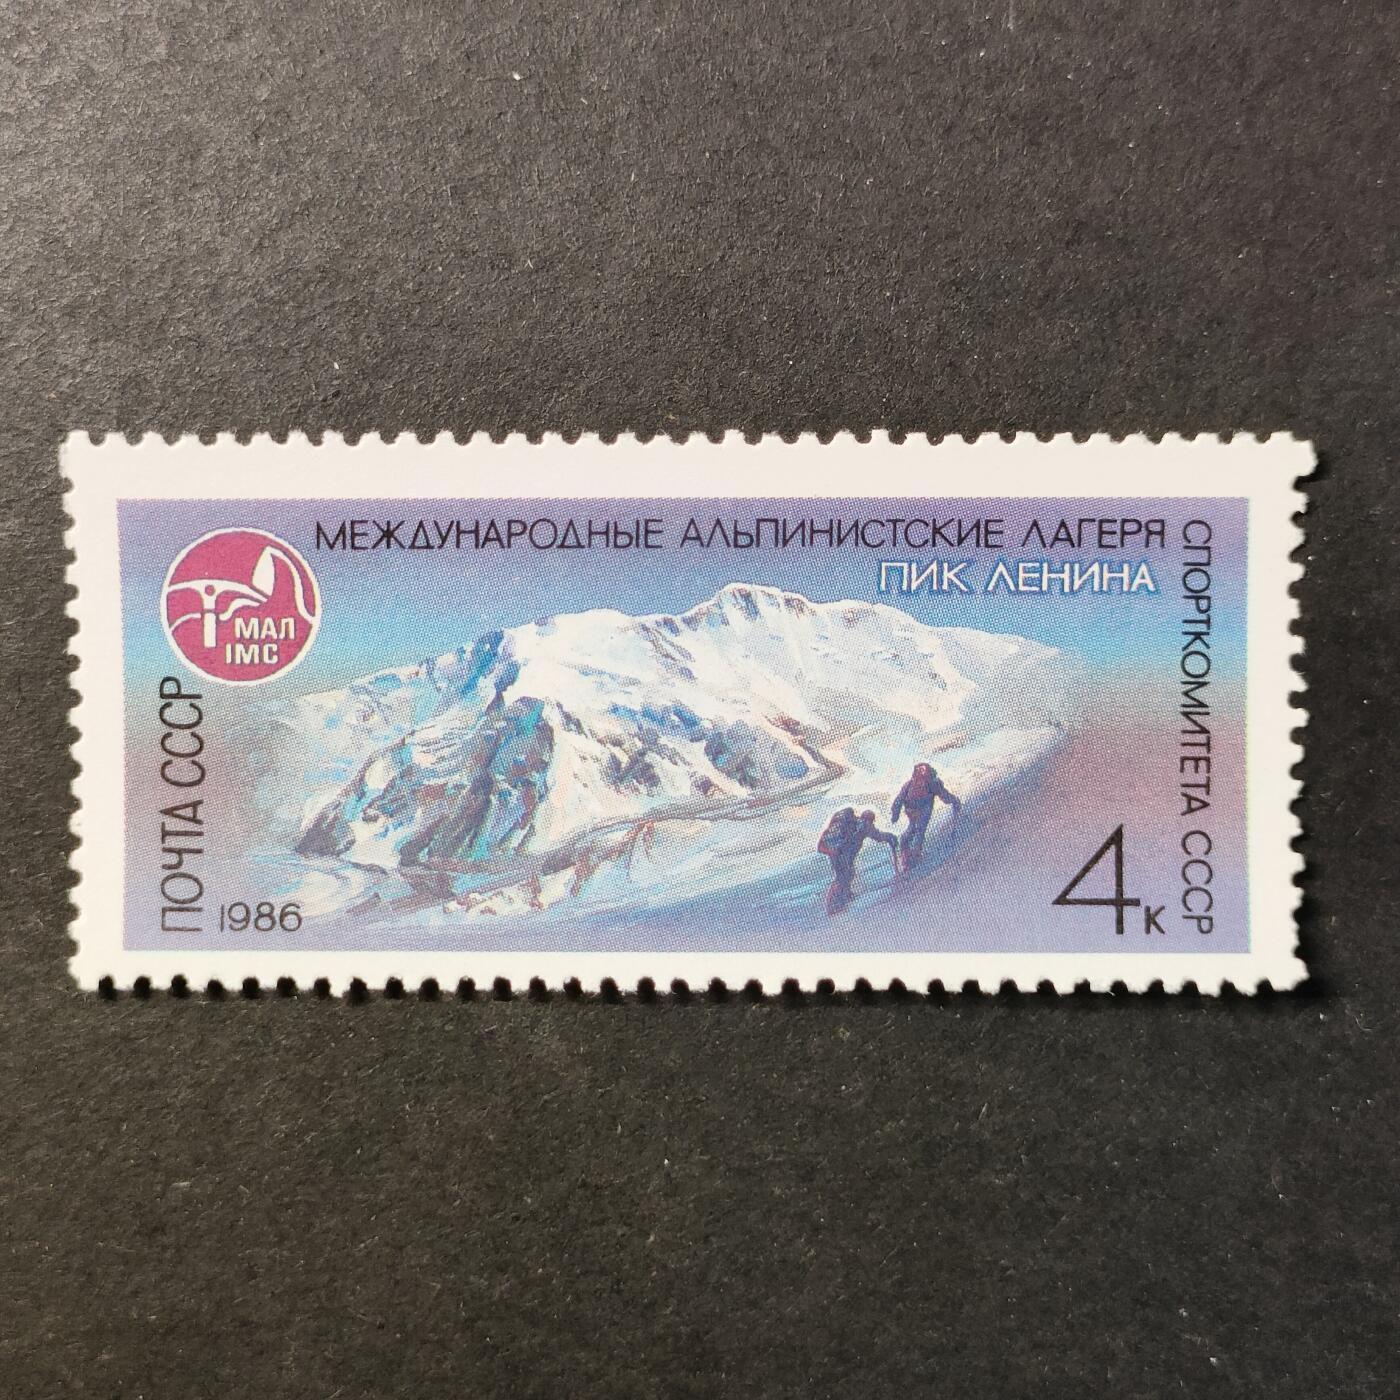 МЕЖДУНАРОДНЫЕ АЛЬПИНИСТСКИЕ ЛАГЕРЯ
СПОРТКОМИТЕТА СССР
ПИК ЛЕНИНА
МАЛ
IMC
ПОЧТА СССР
1986
4к